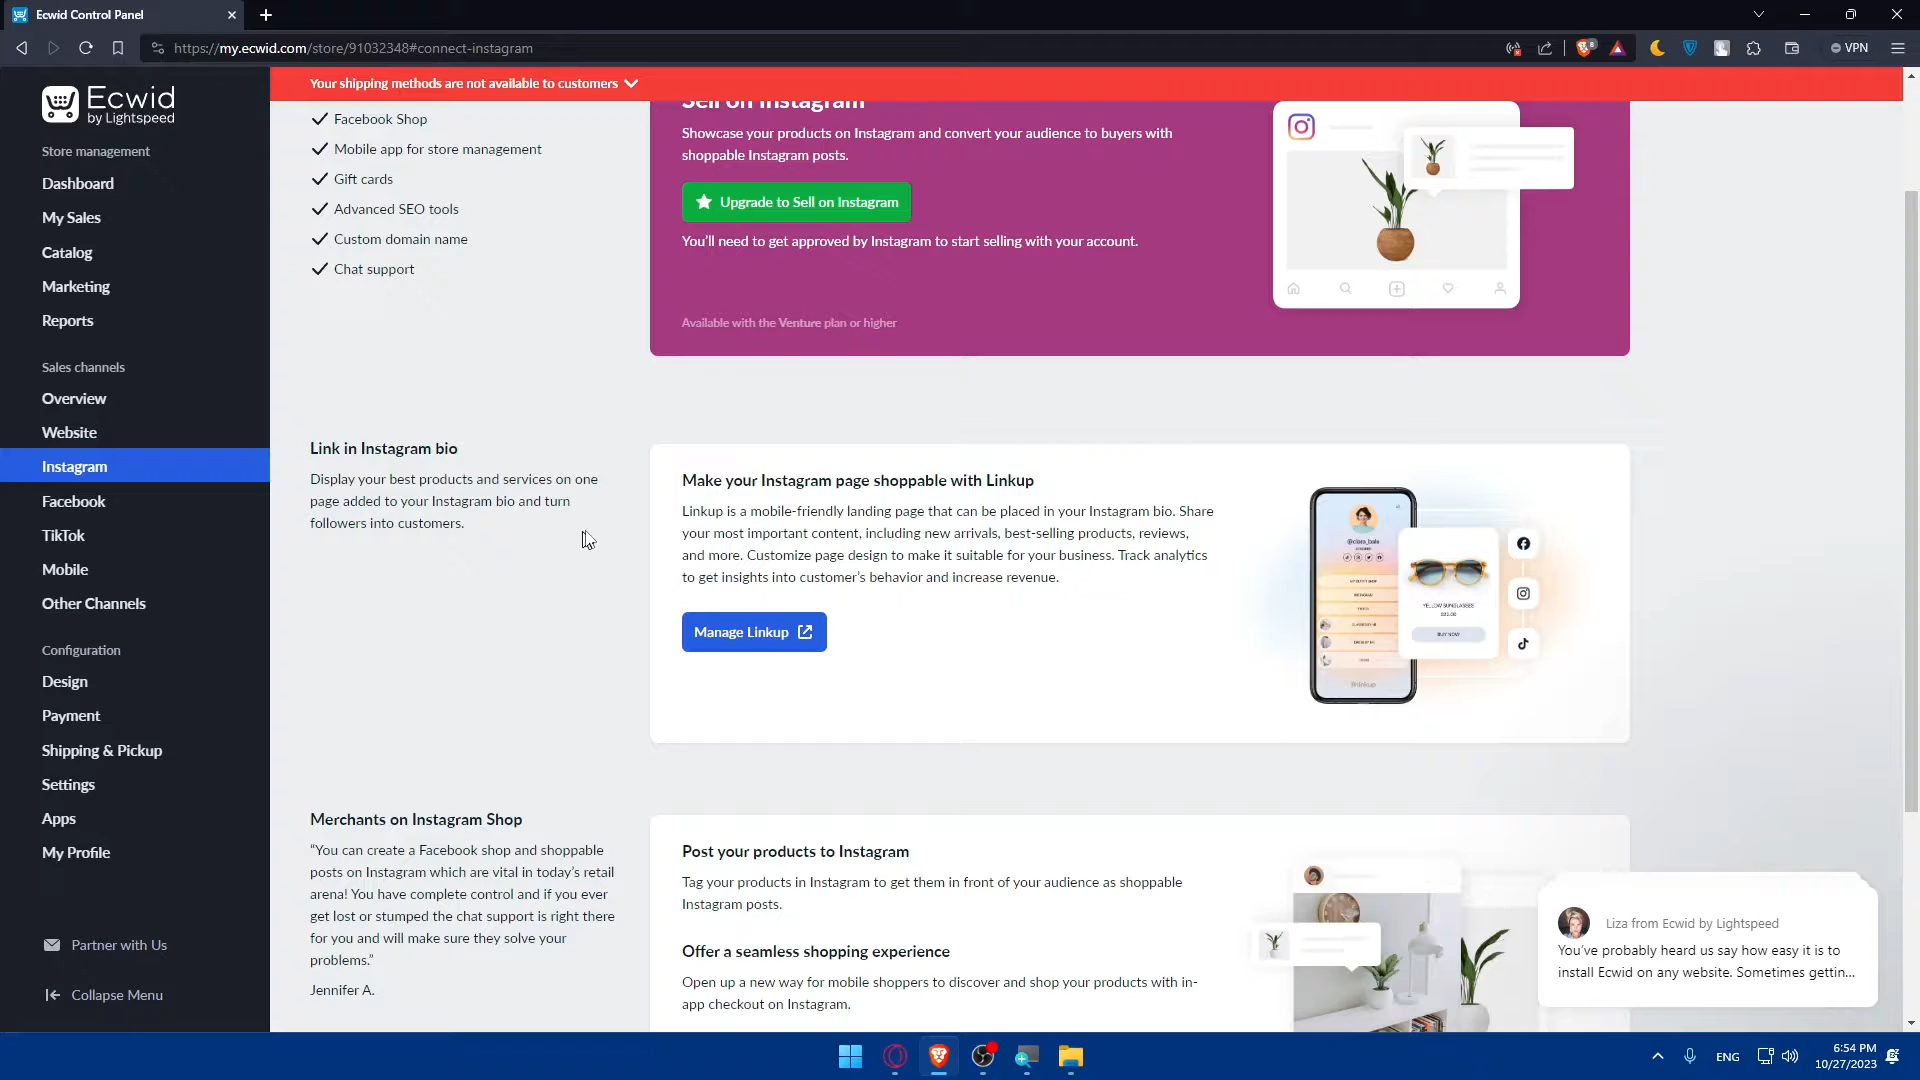 Ecwid Control Panel
https://my.ecwid.com/store/91032348#connect-instagram
8
VPN
Ecwid
by Lightspeed
Store management
Dashboard
My Sales
Catalog
Marketing
Reports
Sales channels
Overview
Website
Instagram
Facebook
TikTok
Mobile
Other Channels
Configuration
Design
Payment
Shipping & Pickup
Settings
Apps
My Profile
Partner with Us
Collapse Menu
Your shipping methods are not available to customers
Facebook Shop
Mobile app for store management
Gift cards
Advanced SEO tools
Custom domain name
Chat support
Sell on Instagram
Showcase your products on Instagram and convert your audience to buyers with
shoppable Instagram posts.
Upgrade to Sell on Instagram
You'll need to get approved by Instagram to start selling with your account.
Available with the Venture plan or higher
Link in Instagram bio
Display your best products and services on one
page added to your Instagram bio and turn
followers into customers.
Make your Instagram page shoppable with Linkup
Linkup is a mobile-friendly landing page that can be placed in your Instagram bio. Share
your most important content, including new arrivals, best-selling products, reviews,
and more. Customize page design to make it suitable for your business. Track analytics
to get insights into customer's behavior and increase revenue.
Manage Linkup
YELLOW SUNGLASSES
BUY NOW
Merchants on Instagram Shop
“You can create a Facebook shop and shoppable
posts on Instagram which are vital in today's retail
arena! You have complete control and if you ever
get lost or stumped the chat support is right there
for you and will make sure they solve your
problems.”
Jennifer A.
Post your products to Instagram
Tag your products in Instagram to get them in front of your audience as shoppable
Instagram posts.
Offer a seamless shopping experience
Open up a new way for mobile shoppers to discover and shop your products with in-
app checkout on Instagram.
Liza from Ecwid by Lightspeed
You've probably heard us say how easy it is to
install Ecwid on any website. Sometimes gettin...
ENG
6:54 PM
10/27/2023